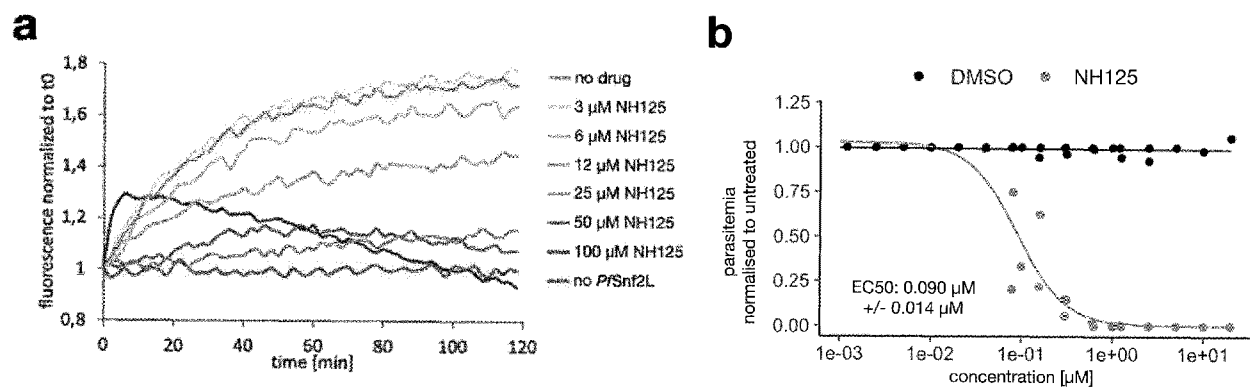 a
1,8
1,6
1,4
1,2
1
0,8
fluorescence normalized to t0
0
20
40
60
80
100
120
time [min]
no drug
3 µM NH125
6 µM NH125
12 µM NH125
25 µM NH125
50 µM NH125
100 µM NH125
no PfSnf2L
b
DMSO
NH125
1.25
1.00
0.75
0.50
0.25
0.00
parasitemia
normalised to untreated
EC50: 0.090 µM
+/- 0.014 µM
1e-03
1e-02
1e-01
1e+00
1e+01
concentration [µM]